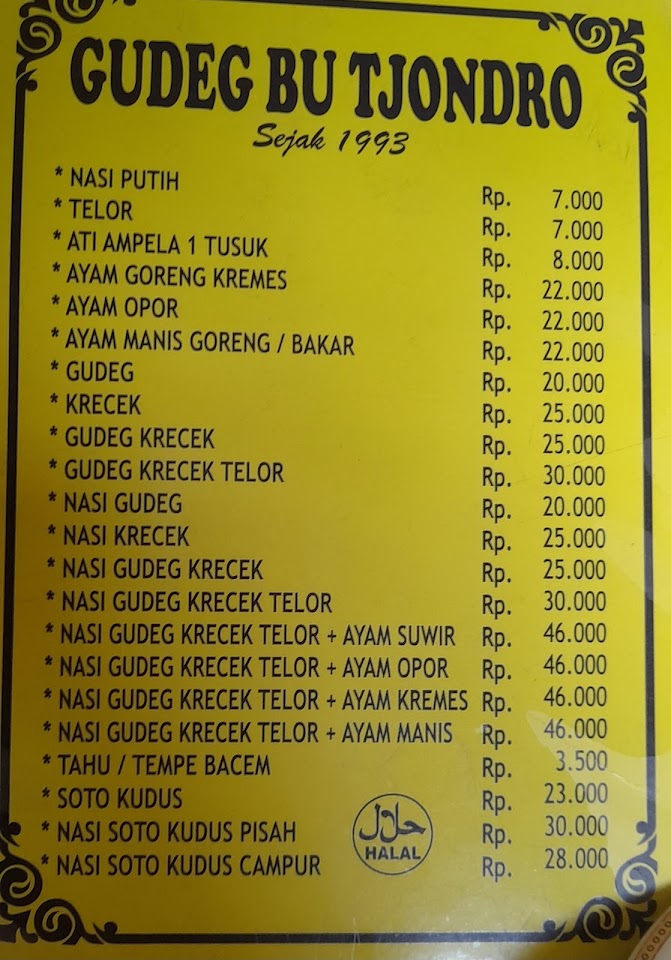 GUDEG BU TJONDRO
Sejak 1993
* NASI PUTIH Rp. 7.000
* TELOR Rp. 7.000
* ATI AMPELA 1 TUSUK Rp. 8.000
* AYAM GORENG KREMES Rp. 22.000
* AYAM OPOR Rp. 22.000
* AYAM MANIS GORENG / BAKAR Rp. 22.000
* GUDEG Rp. 20.000
* KRECEK Rp. 25.000
* GUDEG KRECEK Rp. 25.000
* GUDEG KRECEK TELOR Rp. 30.000
* NASI GUDEG Rp. 20.000
* NASI KRECEK Rp. 25.000
* NASI GUDEG KRECEK Rp. 25.000
* NASI GUDEG KRECEK TELOR Rp. 30.000
* NASI GUDEG KRECEK TELOR + AYAM SUWIR Rp. 46.000
* NASI GUDEG KRECEK TELOR + AYAM OPOR Rp. 46.000
* NASI GUDEG KRECEK TELOR + AYAM KREMES Rp. 46.000
* NASI GUDEG KRECEK TELOR + AYAM MANIS Rp. 46.000
* TAHU / TEMPE BACEM Rp. 3.500
* SOTO KUDUS Rp. 23.000
* NASI SOTO KUDUS PISAH Rp. 30.000
* NASI SOTO KUDUS CAMPUR Rp. 28.000
حلال
HALAL